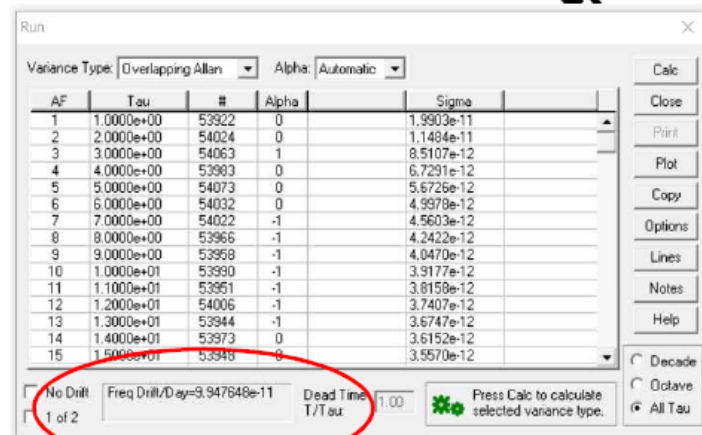 Run
Variance Type: Overlapping Allan Alpha: Automatic
Calc
AF Tau # Alpha Sigma
Close
1 1.0000e+00 53922 0 1.9903e-11
2 2.0000e+00 54024 0 1.1484e-11
Print
3 3.0000e+00 54063 1 8.5107e-12
4 4.0000e+00 53983 0 6.7291e-12
Plot
5 5.0000e+00 54073 0 5.6726e-12
6 6.0000e+00 54032 0 4.9978e-12
Copy
7 7.0000e+00 54022 -1 4.5603e-12
Options
8 8.0000e+00 53966 -1 4.2422e-12
9 9.0000e+00 53958 -1 4.0470e-12
Lines
10 1.0000e+01 53990 -1 3.9177e-12
11 1.1000e+01 53951 -1 3.8158e-12
Notes
12 1.2000e+01 54006 -1 3.7407e-12
13 1.3000e+01 53944 -1 3.6747e-12
Help
14 1.4000e+01 53973 0 3.6152e-12
15 1.5000e+01 53948 0 3.5570e-12
Decade
No Drift Freq Drift/Day=9.947648e-11
Dead Time
T/Tau: 1.00
Press Calc to calculate
selected variance type.
Octave
1 of 2
All Tau